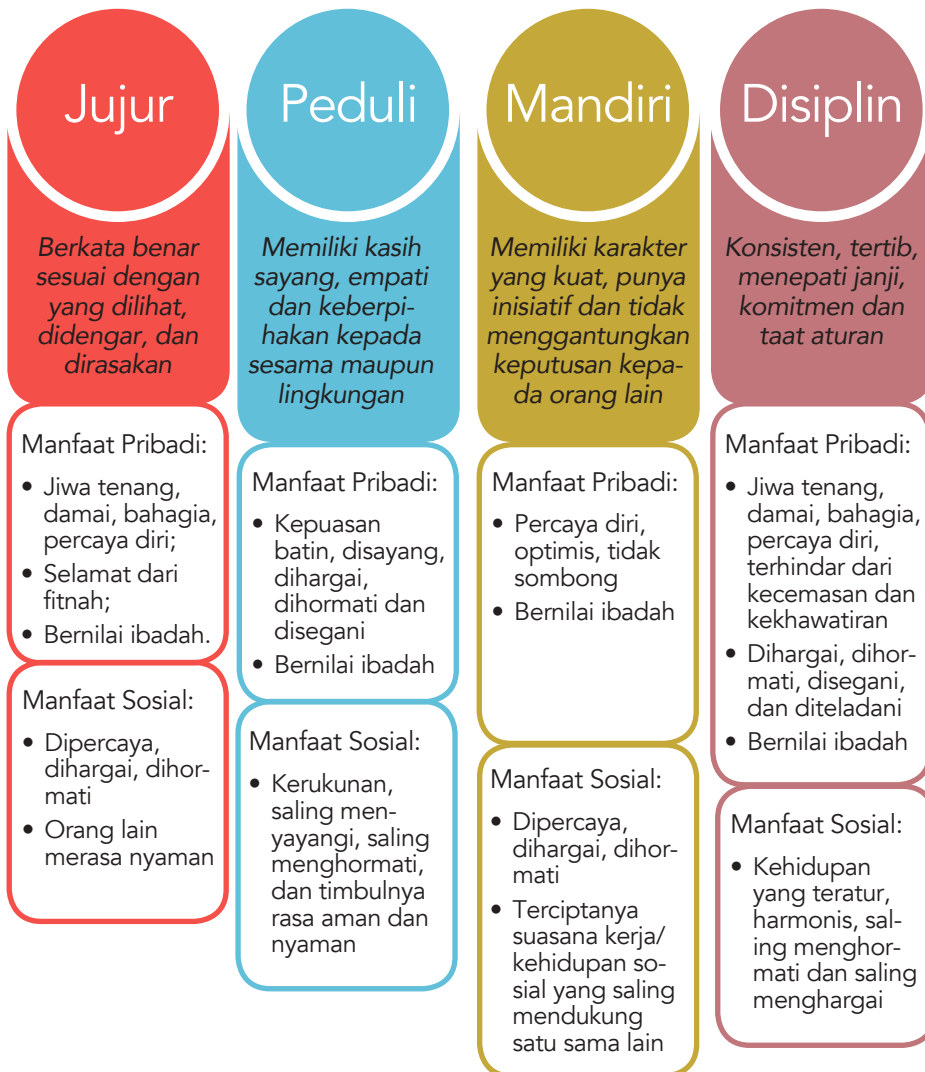 Jujur
Berkata benar
sesuai dengan
yang dilihat,
didengar, dan
dirasakan
Manfaat Pribadi:
• Jiwa tenang,
damai, bahagia,
percaya diri;
• Selamat dari
fitnah;
• Bernilai ibadah.
Manfaat Sosial:
• Dipercaya,
dihargai, dihor-
mati
• Orang lain
merasa nyaman
Peduli
Memiliki kasih
sayang, empati
dan keberpi-
hakan kepada
sesama maupun
lingkungan
Manfaat Pribadi:
• Kepuasan
batin, disayang,
dihargai,
dihormati dan
disegani
• Bernilai ibadah
Manfaat Sosial:
• Kerukunan,
saling men-
yayangi, saling
menghormati,
dan timbulnya
rasa aman dan
nyaman
Mandiri
Memiliki karakter
yang kuat, punya
inisiatif dan tidak
menggantungkan
keputusan kepa-
da orang lain
Manfaat Pribadi:
• Percaya diri,
optimis, tidak
sombong
• Bernilai ibadah
Manfaat Sosial:
• Dipercaya,
dihargai, dihor-
mati
• Terciptanya
suasana kerja/
kehidupan so-
sial yang saling
mendukung
satu sama lain
Disiplin
Konsisten, tertib,
menepati janji,
komitmen dan
taat aturan
Manfaat Pribadi:
• Jiwa tenang,
damai, bahagia,
percaya diri,
terhindar dari
kecemasan dan
kekhawatiran
• Dihargai, dihor-
mati, disegani,
dan diteladani
• Bernilai ibadah
Manfaat Sosial:
• Kehidupan
yang teratur,
harmonis, sal-
ing menghor-
mati dan saling
menghargai